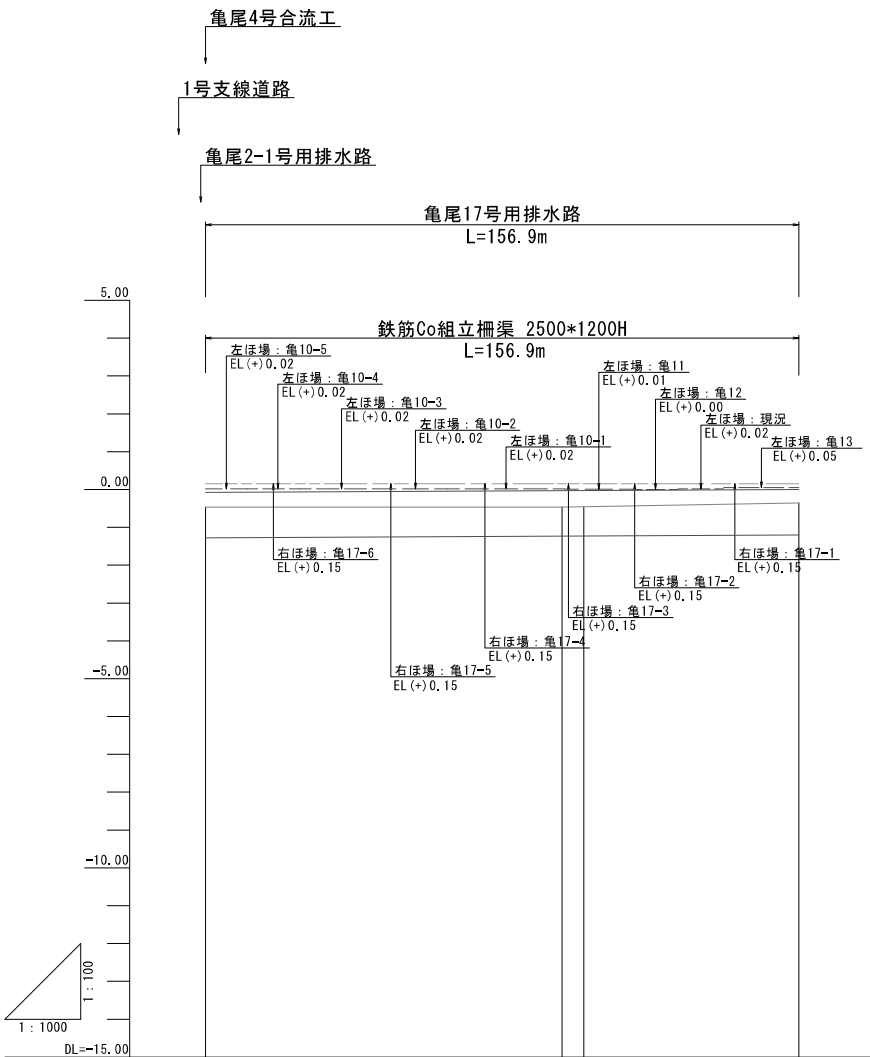 亀尾4号合流工
1号支線道路
亀尾2-1号用排水路
亀尾17号用排水路
L=156.9m
5.00
鉄筋Co組立柵渠 2500*1200H
L=156.9m
左ほ場：亀10-5
EL(+)0.02
左ほ場：亀10-4
EL(+)0.02
左ほ場：亀10-3
EL(+)0.02
左ほ場：亀10-2
EL(+)0.02
左ほ場：亀10-1
EL(+)0.02
左ほ場：亀11
EL(+)0.01
左ほ場：亀12
EL(+)0.00
左ほ場：現況
EL(+)0.02
左ほ場：亀13
EL(+)0.05
0.00
右ほ場：亀17-6
EL(+)0.15
右ほ場：亀17-5
EL(+)0.15
右ほ場：亀17-4
EL(+)0.15
右ほ場：亀17-3
EL(+)0.15
右ほ場：亀17-2
EL(+)0.15
右ほ場：亀17-1
EL(+)0.15
-5.00
-10.00
1：100
1：1000
DL=-15.00